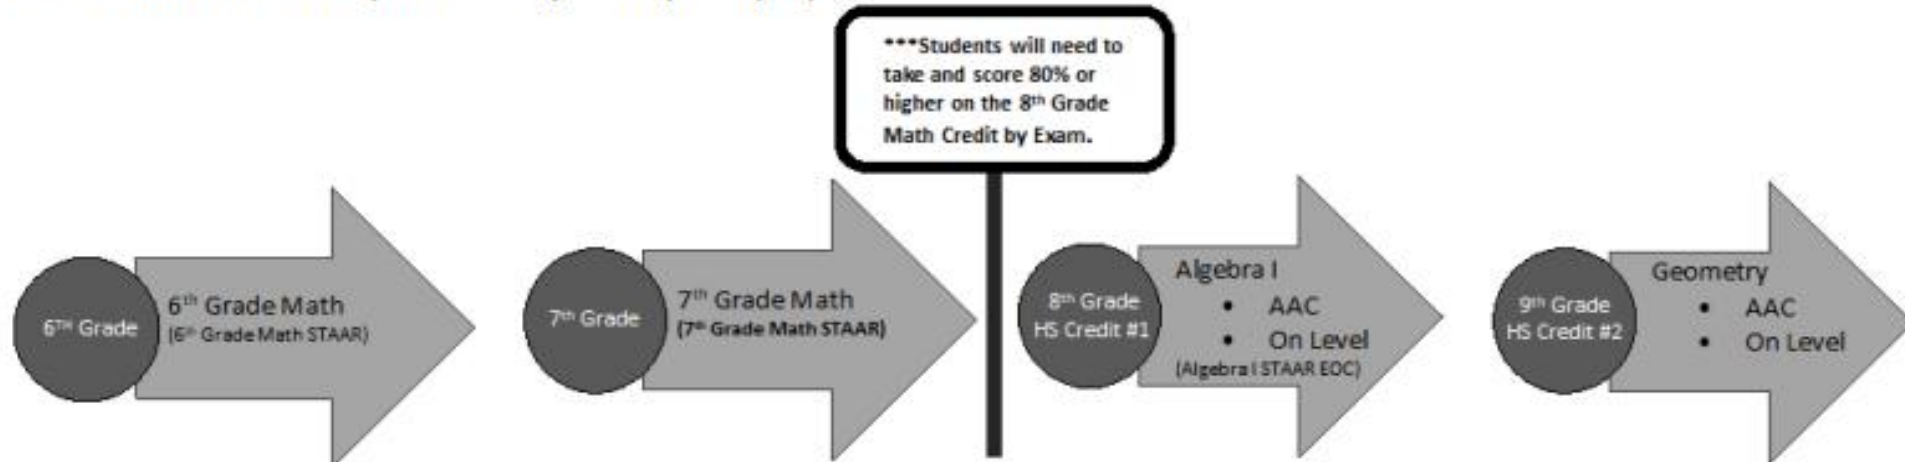 ***Students will need to
take and score 80% or
higher on the 8th Grade
Math Credit by Exam.
6TH Grade
6th Grade Math
(6th Grade Math STAAR)
7th Grade
7th Grade Math
(7th Grade Math STAAR)
8th Grade
HS Credit #1
Algebra I
• AAC
• On Level
(Algebra I STAAR EOC)
9th Grade
HS Credit #2
Geometry
• AAC
• On Level